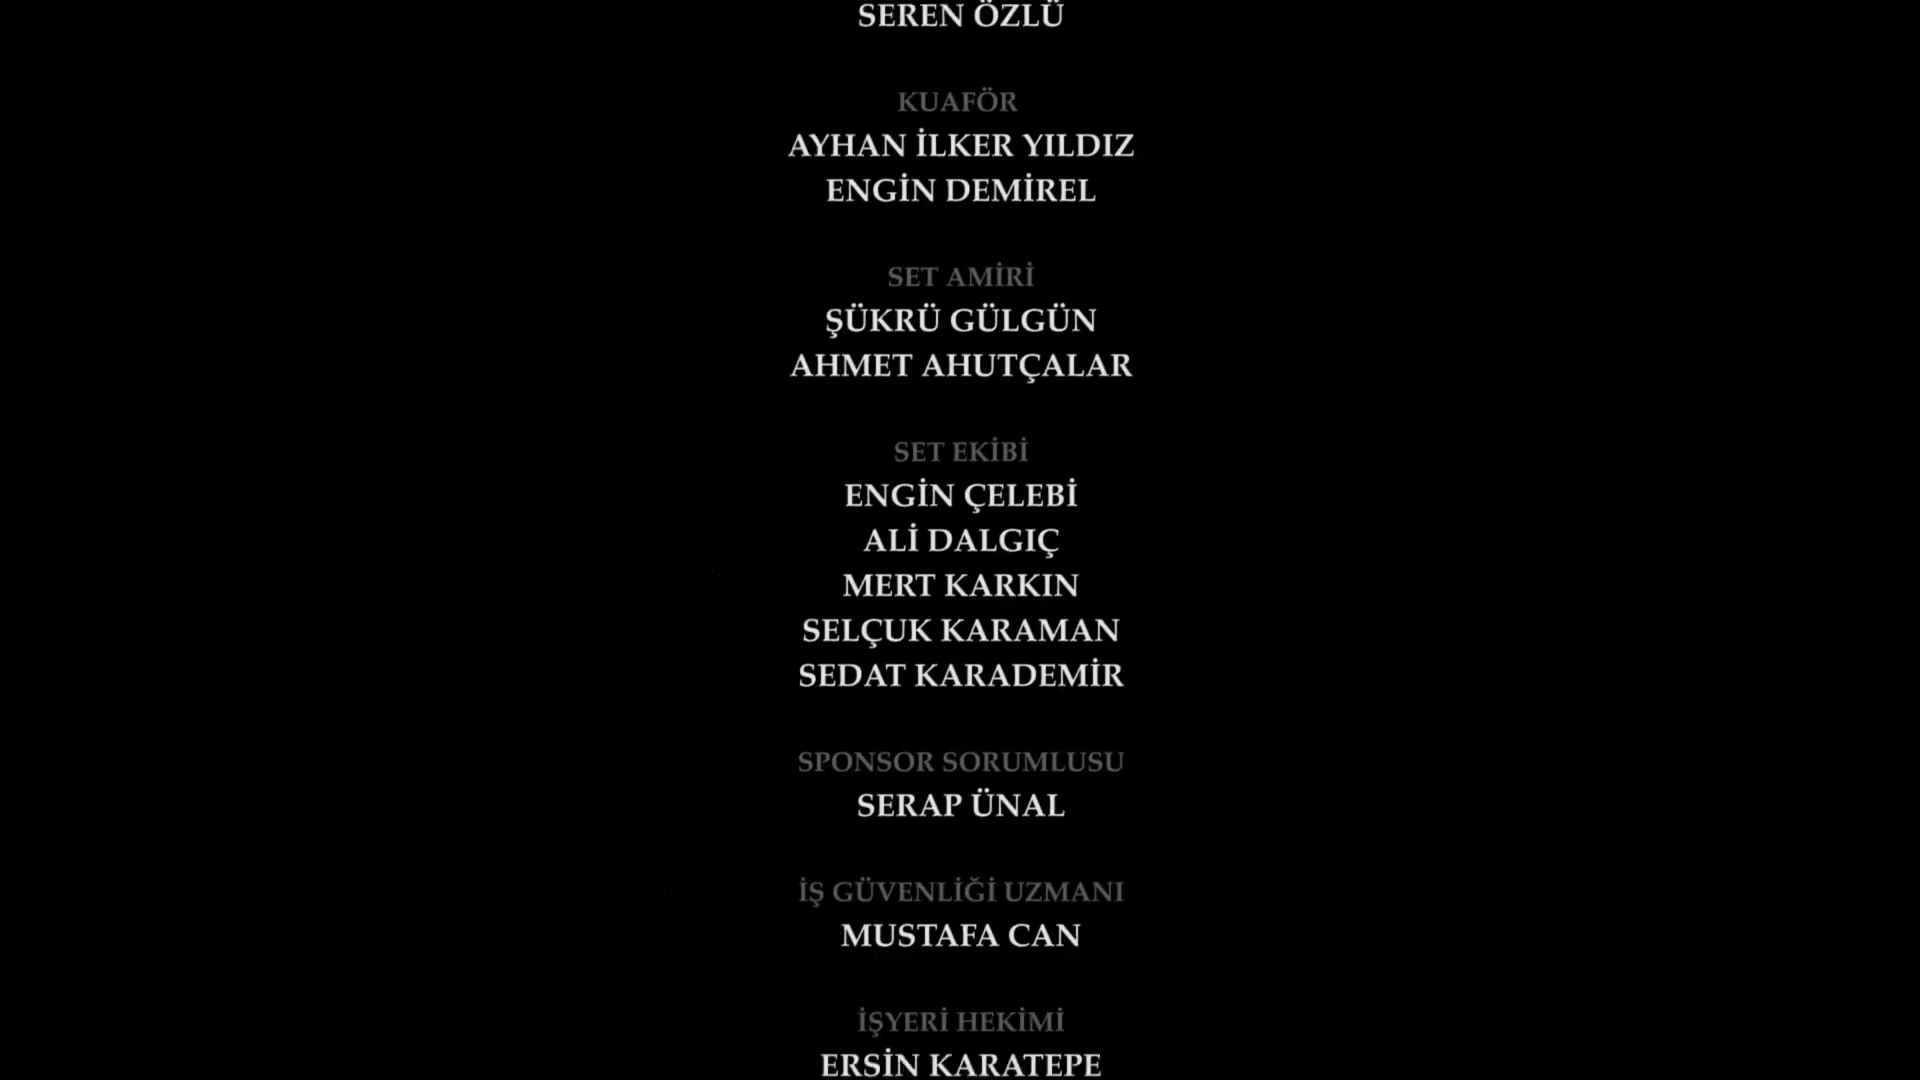 SEREN ÖZLÜ
KUAFÖR
AYHAN İLKER YILDIZ
ENGİN DEMİREL
SET AMİRİ
ŞÜKRÜ GÜLGÜN
AHMET AHUTÇALAR
SET EKİBİ
ENGİN ÇELEBİ
ALİ DALGIÇ
MERT KARKIN
SELÇUK KARAMAN
SEDAT KARADEMİR
SPONSOR SORUMLUSU
SERAP ÜNAL
İŞ GÜVENLİĞİ UZMANI
MUSTAFA CAN
İŞYERİ HEKİMİ
ERSİN KARATEPE